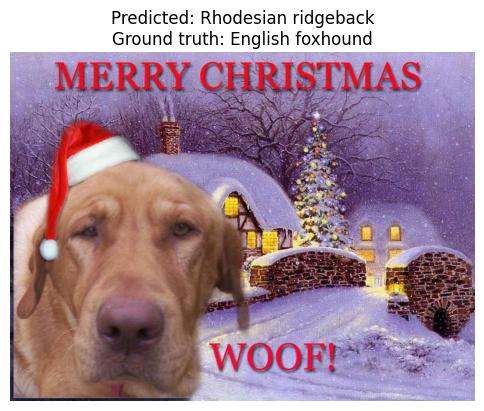 Predicted: Rhodesian ridgeback
Ground truth: English foxhound
MERRY CHRISTMAS
WOOF!